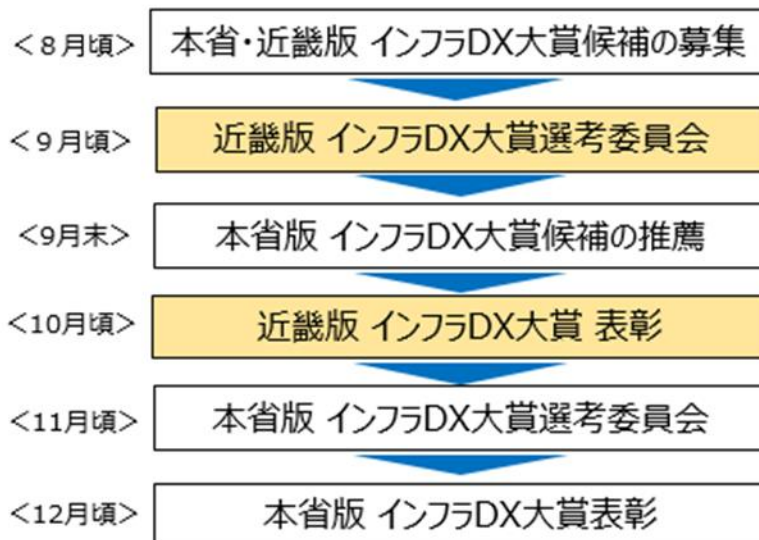 <８月頃> 本省・近畿版 インフラDX大賞候補の募集
<９月頃> 近畿版 インフラDX大賞選考委員会
<9月末> 本省版 インフラDX大賞候補の推薦
<10月頃> 近畿版 インフラDX大賞 表彰
<11月頃> 本省版 インフラDX大賞選考委員会
<12月頃> 本省版 インフラDX大賞表彰